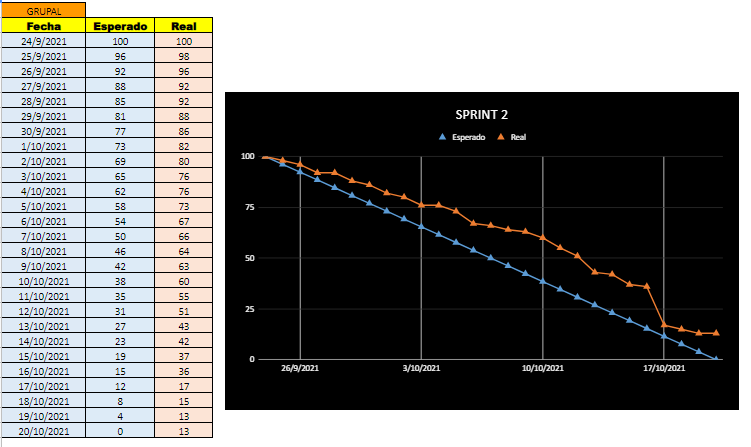 GRUPAL
Fecha Esperado Real
24/9/2021 100 100
25/9/2021 96 98
26/9/2021 92 96
27/9/2021 88 92
28/9/2021 85 92
29/9/2021 81 88
30/9/2021 77 86
1/10/2021 73 82
2/10/2021 69 80
3/10/2021 65 76
4/10/2021 62 76
5/10/2021 58 73
6/10/2021 54 67
7/10/2021 50 66
8/10/2021 46 64
9/10/2021 42 63
10/10/2021 38 60
11/10/2021 35 55
12/10/2021 31 51
13/10/2021 27 43
14/10/2021 23 42
15/10/2021 19 37
16/10/2021 15 36
17/10/2021 12 17
18/10/2021 8 15
19/10/2021 4 13
20/10/2021 0 13
SPRINT 2
Esperado Real
100
75
50
25
0
26/9/2021 3/10/2021 10/10/2021 17/10/2021